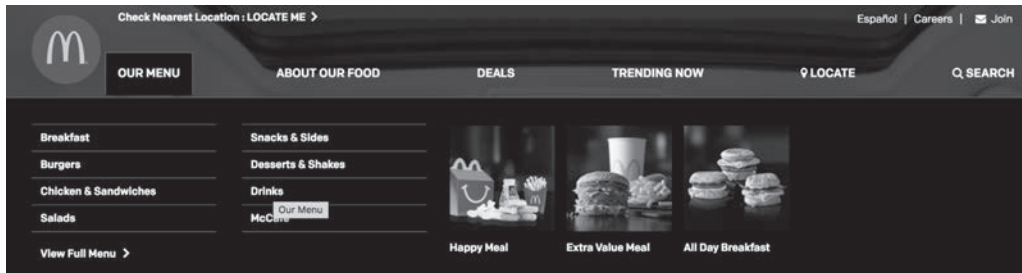 Check Nearest Location : LOCATE ME >
Español | Careers | Join
OUR MENU
ABOUT OUR FOOD
DEALS
TRENDING NOW
LOCATE
SEARCH
Breakfast
Burgers
Chicken & Sandwiches
Salads
View Full Menu >
Snacks & Sides
Desserts & Shakes
Drinks
Our Menu
Happy Meal
Extra Value Meal
All Day Breakfast